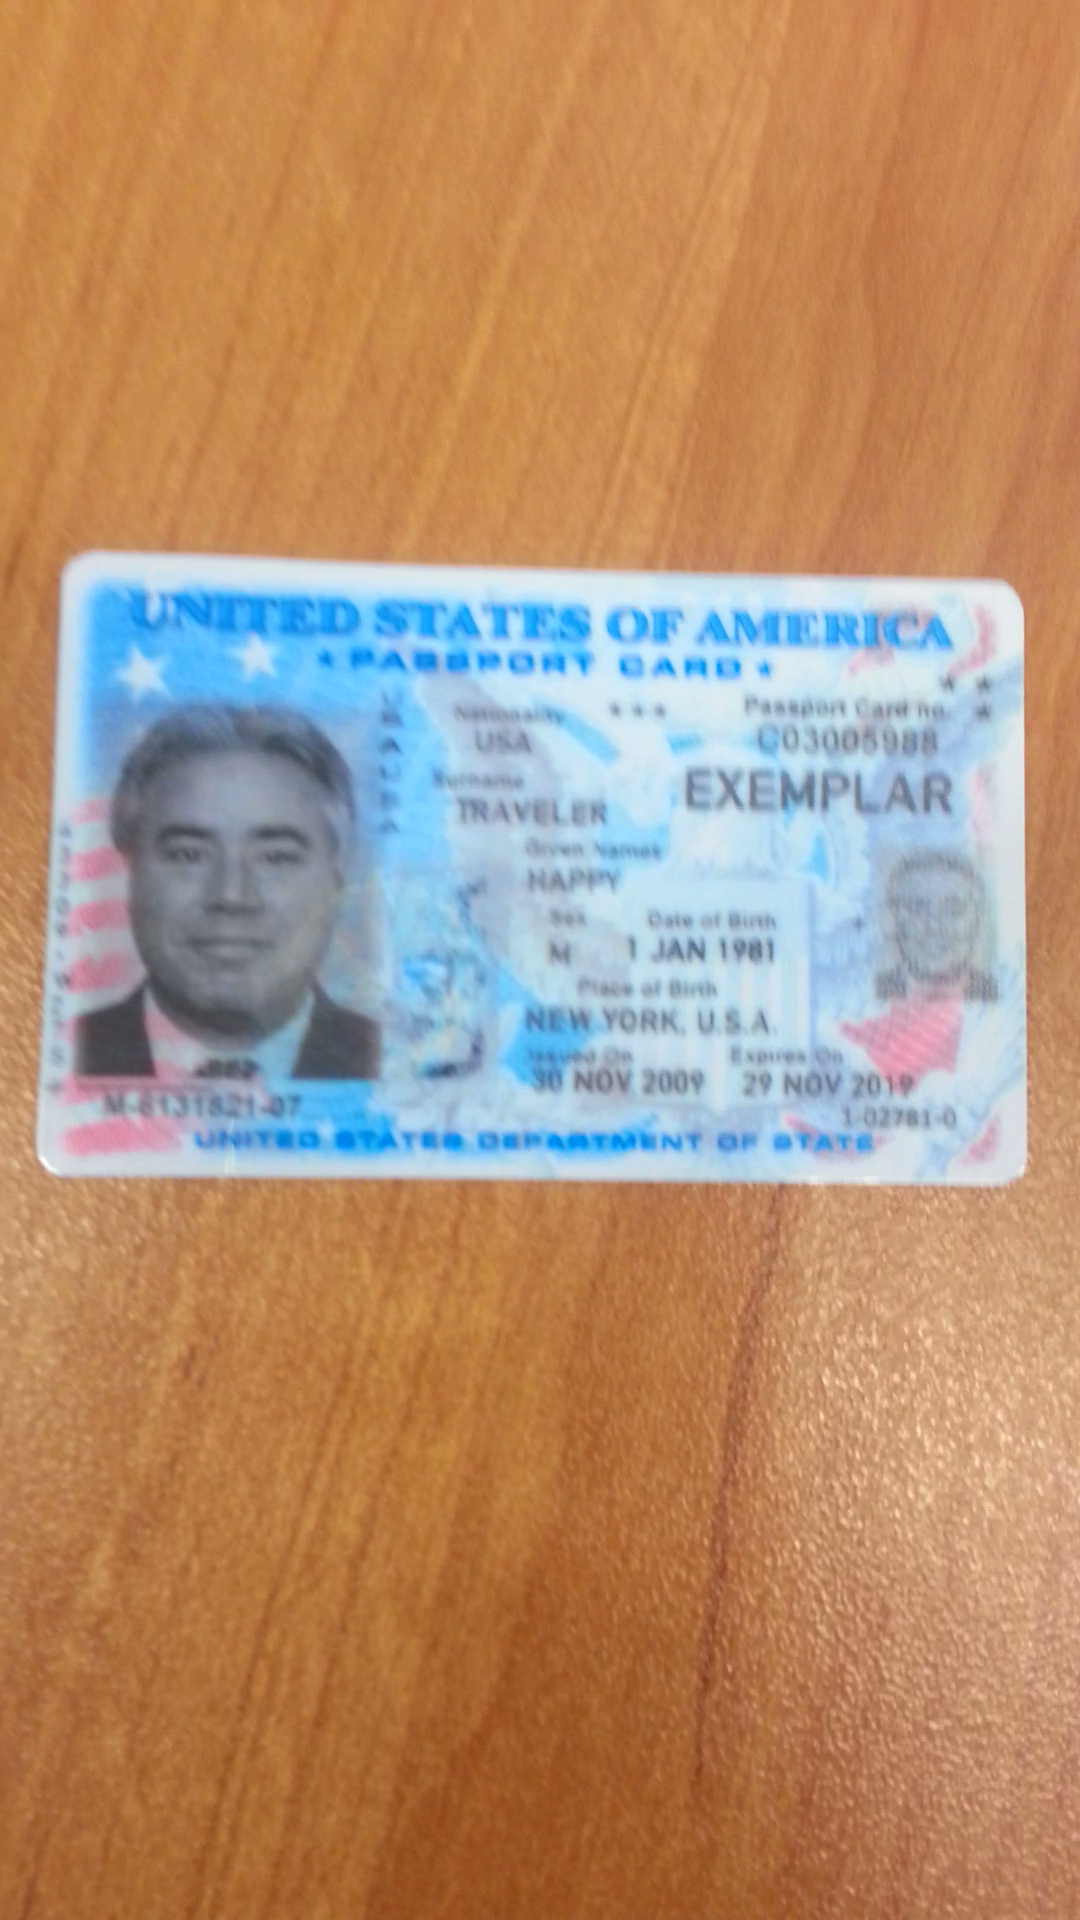 UNITED STATES OF AMERICA
PASSPORT CARD
Nationality
Passport Card no.
USA
C03005988
Surname
TRAVELER
EXEMPLAR
Given Names
HAPPY
Sex
Date of Birth
M
1 JAN 1981
Place of Birth
NEW YORK, U.S.A.
Issued On
Expires On
30 NOV 2009
29 NOV 2019
M-6131821-07
1-02781-0
UNITED STATES DEPARTMENT OF STATE